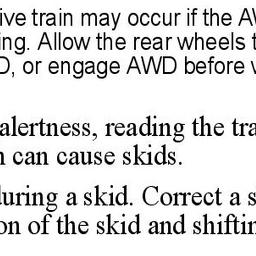 ive train may occur if the AW
ing. Allow the rear wheels t
D, or engage AWD before v
alertness, reading the tra
n can cause skids.
during a skid. Correct a s
on of the skid and shiftin